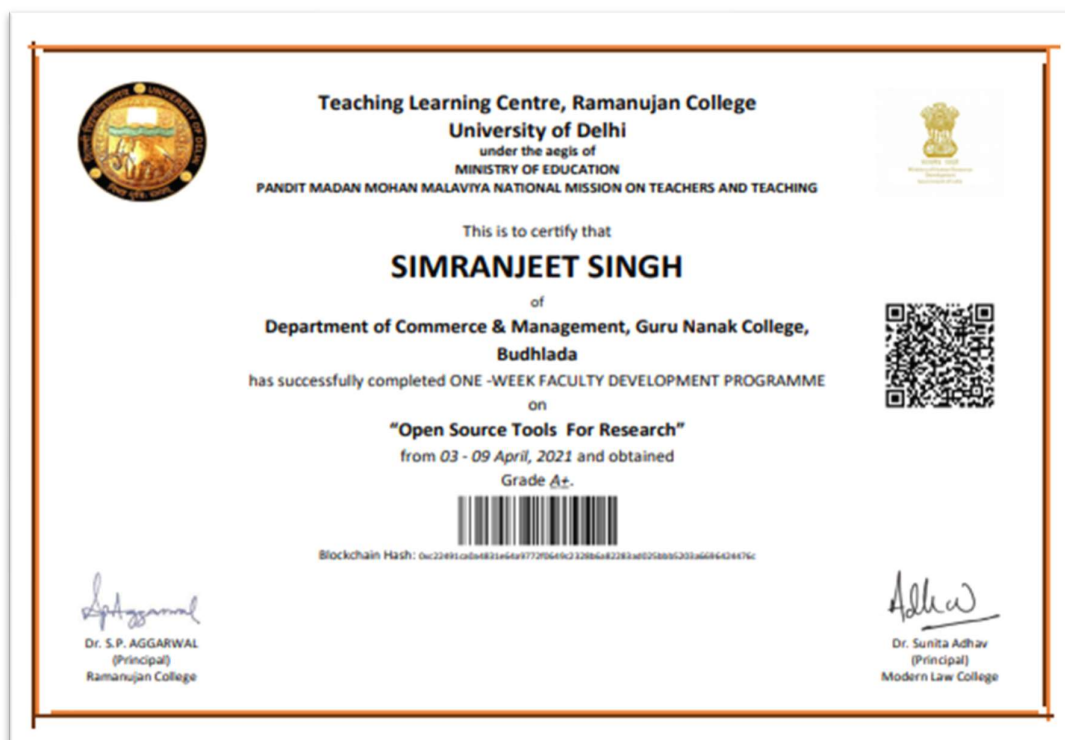 Teaching Learning Centre, Ramanujan College
University of Delhi
under the aegis of
MINISTRY OF EDUCATION
PANDIT MADAN MOHAN MALAVIYA NATIONAL MISSION ON TEACHERS AND TEACHING
This is to certify that
SIMRANJEET SINGH
of
Department of Commerce & Management, Guru Nanak College,
Budhlada
has successfully completed ONE -WEEK FACULTY DEVELOPMENT PROGRAMME
on
“Open Source Tools For Research”
from 03 - 09 April, 2021 and obtained
Grade A+.
Blockchain Hash:
Dr. S.P. AGGARWAL
(Principal)
Ramanujan College
Dr. Sunita Adhav
(Principal)
Modern Law College